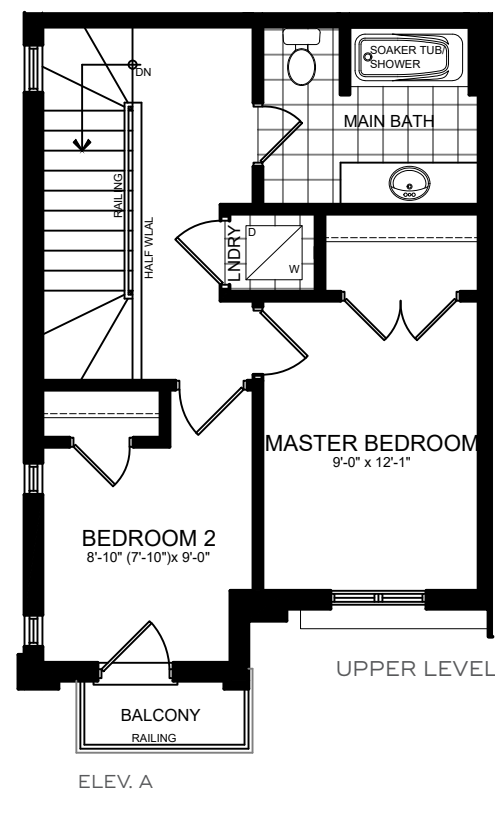 SOAKER TUB/
SHOWER
DN
MAIN BATH
RAILING
HALF WLAL
LNDRY
D
W
MASTER BEDROOM
9'-0" x 12'-1"
BEDROOM 2
8'-10" (7'-10")x 9'-0"
UPPER LEVEL
BALCONY
RAILING
ELEV. A